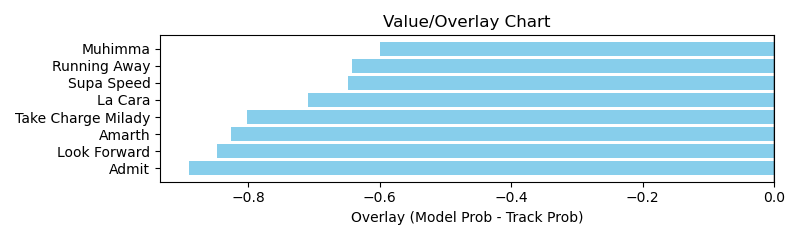 Value/Overlay Chart
Muhimma
Running Away
Supa Speed
La Cara
Take Charge Milady
Amarth
Look Forward
Admit
−0.8 −0.6 −0.4 −0.2 0.0
Overlay (Model Prob - Track Prob)